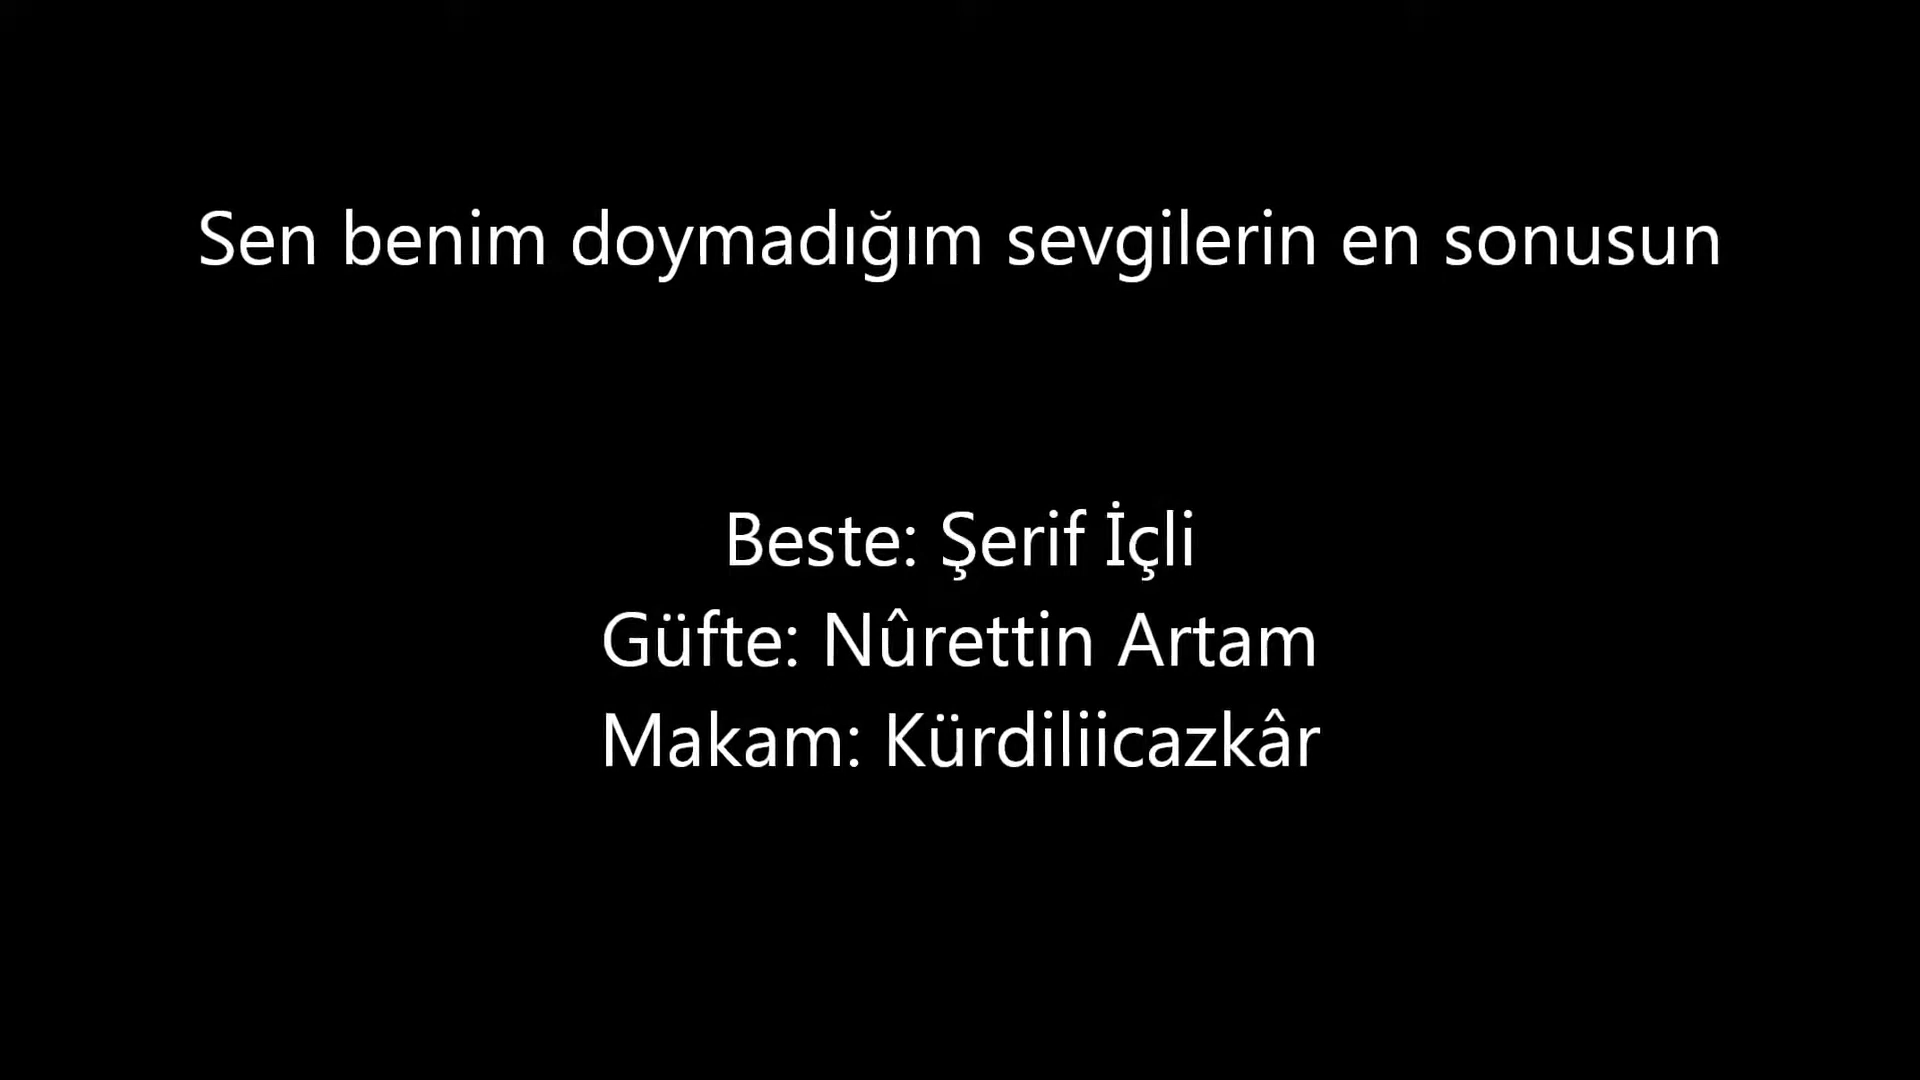 Sen benim doymadığım sevgilerin en sonusun
Beste: Şerif İçli
Güfte: Nûrettin Artam
Makam: Kürdiliicazkâr